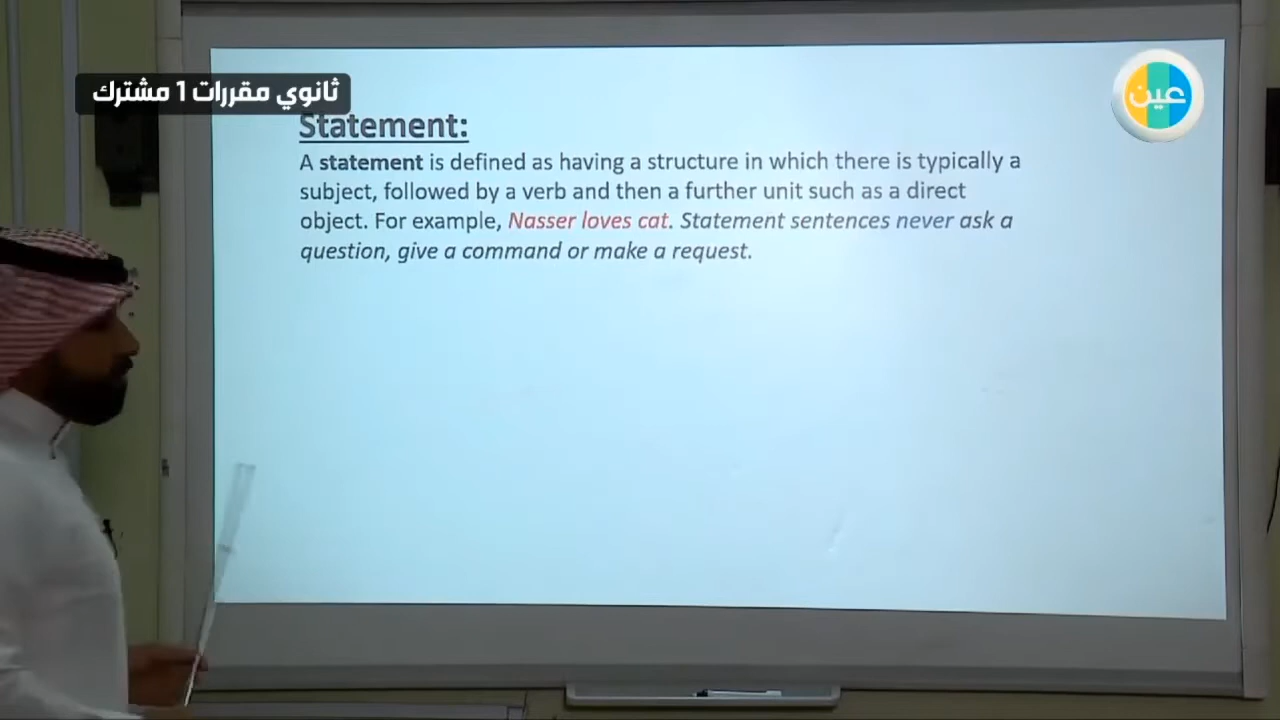 ثانوي مقررات 1 مشترك
عين
Statement:
A statement is defined as having a structure in which there is typically a
subject, followed by a verb and then a further unit such as a direct
object. For example, Nasser loves cat. Statement sentences never ask a
question, give a command or make a request.